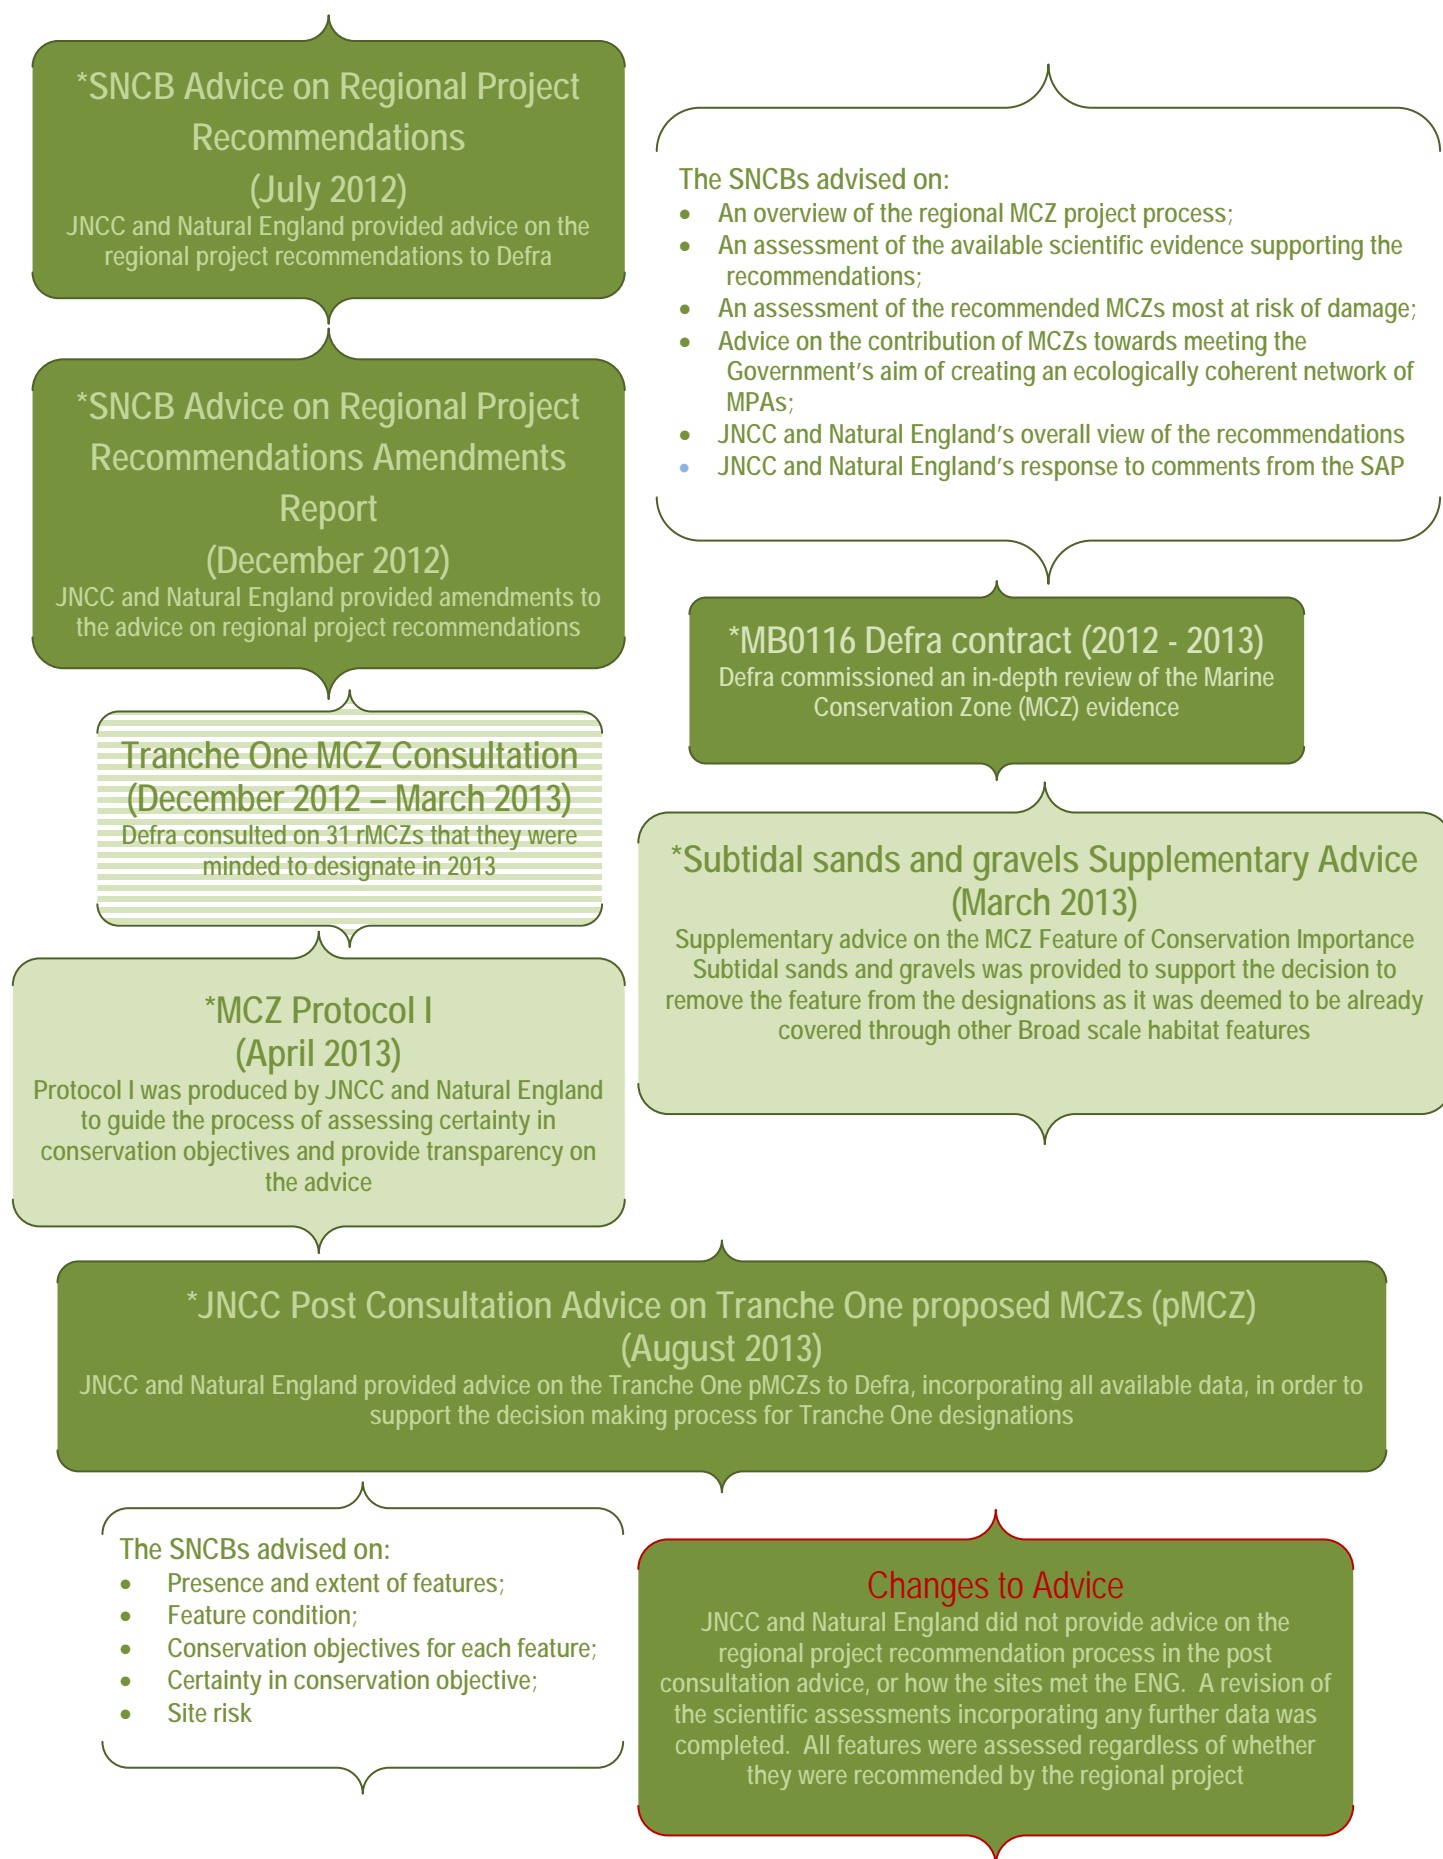 *SNCB Advice on Regional Project
Recommendations
(July 2012)
JNCC and Natural England provided advice on the
regional project recommendations to Defra
The SNCBs advised on:
• An overview of the regional MCZ project process;
• An assessment of the available scientific evidence supporting the
recommendations;
• An assessment of the recommended MCZs most at risk of damage;
• Advice on the contribution of MCZs towards meeting the
Government's aim of creating an ecologically coherent network of
MPAs;
• JNCC and Natural England's overall view of the recommendations
• JNCC and Natural England's response to comments from the SAP
*SNCB Advice on Regional Project
Recommendations Amendments
Report
(December 2012)
JNCC and Natural England provided amendments to
the advice on regional project recommendations
*MB0116 Defra contract (2012 - 2013)
Defra commissioned an in-depth review of the Marine
Conservation Zone (MCZ) evidence
Tranche One MCZ Consultation
(December 2012 – March 2013)
Defra consulted on 31 rMCZs that they were
minded to designate in 2013
*Subtidal sands and gravels Supplementary Advice
(March 2013)
Supplementary advice on the MCZ Feature of Conservation Importance
Subtidal sands and gravels was provided to support the decision to
remove the feature from the designations as it was deemed to be already
covered through other Broad scale habitat features
*MCZ Protocol I
(April 2013)
Protocol I was produced by JNCC and Natural England
to guide the process of assessing certainty in
conservation objectives and provide transparency on
the advice
*JNCC Post Consultation Advice on Tranche One proposed MCZs (pMCZ)
(August 2013)
JNCC and Natural England provided advice on the Tranche One pMCZs to Defra, incorporating all available data, in order to
support the decision making process for Tranche One designations
The SNCBs advised on:
• Presence and extent of features;
• Feature condition;
• Conservation objectives for each feature;
• Certainty in conservation objective;
• Site risk
Changes to Advice
JNCC and Natural England did not provide advice on the
regional project recommendation process in the post
consultation advice, or how the sites met the ENG. A revision of
the scientific assessments incorporating any further data was
completed. All features were assessed regardless of whether
they were recommended by the regional project